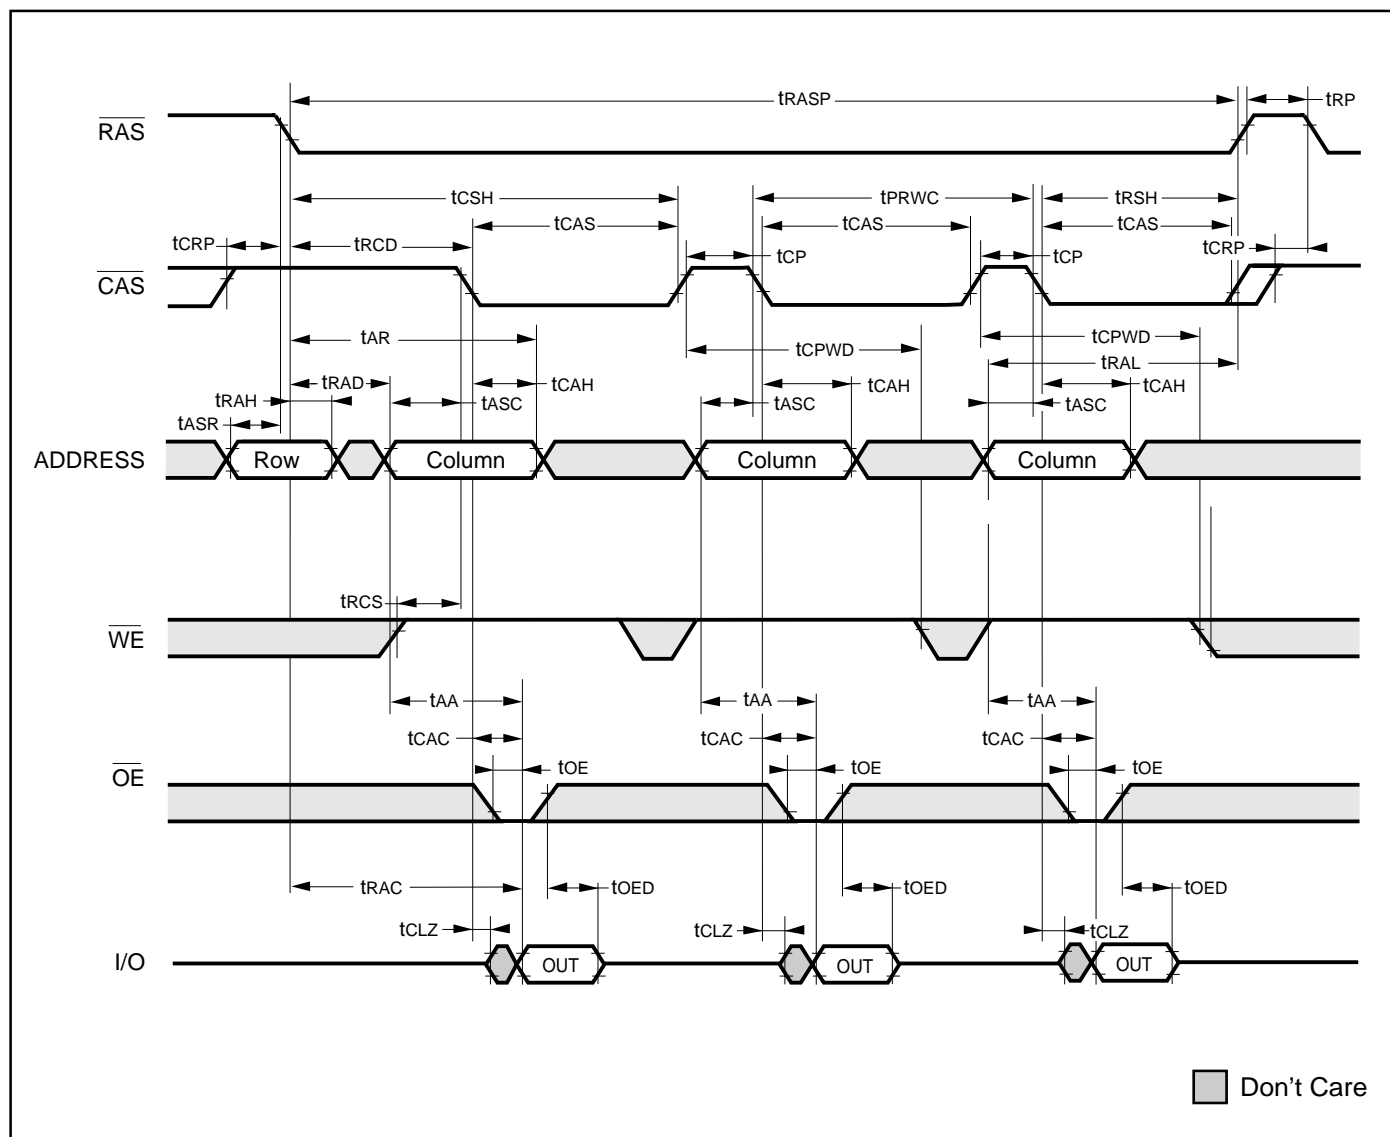 tRASP
tRP
RAS
tCSH
tPRWC
tRSH
tCAS
tCAS
tCAS
tCRP
tRCD
tCP
tCP
tCRP
CAS
tAR
tCPWD
tCPWD
tRAL
tRAD
tCAH
tCAH
tCAH
tRAH
tASC
tASC
tASC
tASR
ADDRESS
Row
Column
Column
Column
tRCS
WE
tAA
tAA
tAA
tCAC
tCAC
tCAC
tOE
tOE
tOE
OE
tRAC
tOED
tOED
tOED
tCLZ
tCLZ
tCLZ
I/O
OUT
OUT
OUT
Don't Care